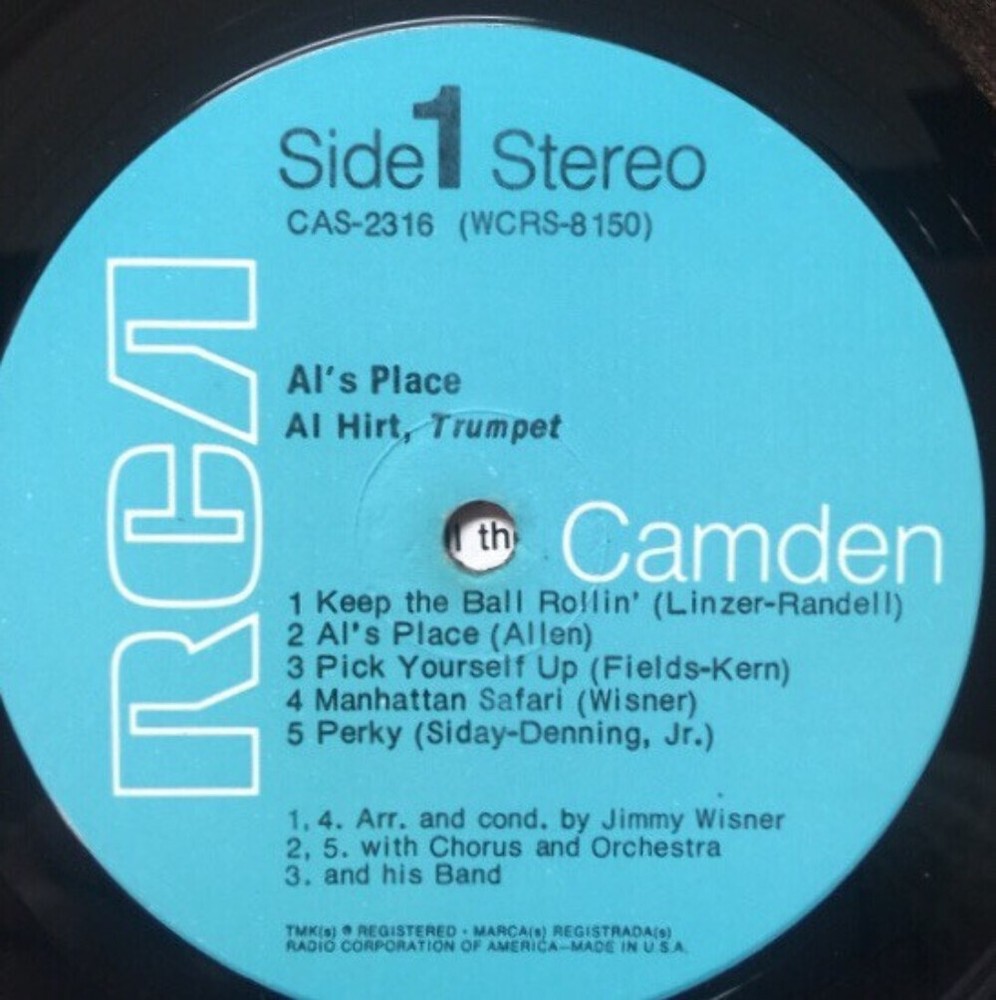 Side 1 Stereo
CAS-2316 (WCRS-8150)
RCA
Al's Place
Al Hirt, Trumpet
th
Camden
1 Keep the Ball Rollin' (Linzer-Randell)
2 Al's Place (Allen)
3 Pick Yourself Up (Fields-Kern)
4 Manhattan Safari (Wisner)
5 Perky (Siday-Denning, Jr.)
1, 4. Arr. and cond. by Jimmy Wisner
2, 5. with Chorus and Orchestra
3. and his Band
TMK(s) ® REGISTERED • MARCA(s) REGISTRADA(s)
RADIO CORPORATION OF AMERICA—MADE IN U.S.A.